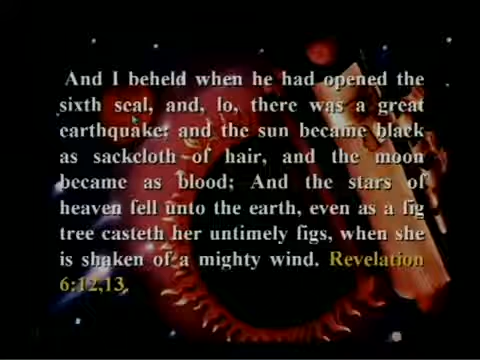 And I beheld when he had opened the
sixth seal, and, lo, there was a great
earthquake; and the sun became black
as sackcloth of hair, and the moon
became as blood; And the stars of
heaven fell unto the earth, even as a fig
tree casteth her untimely figs, when she
is shaken of a mighty wind. Revelation
6:12,13.